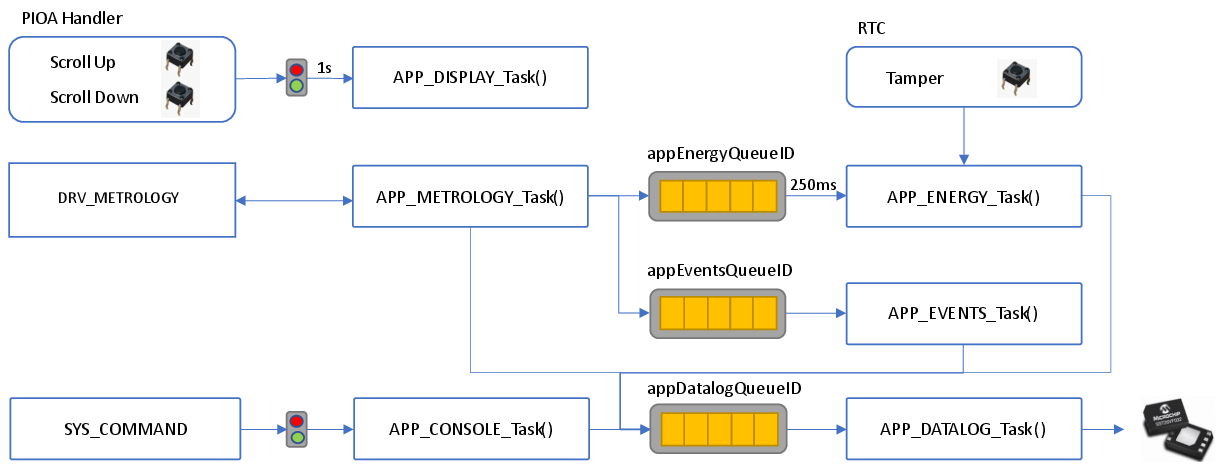 PIOA Handler
Scroll Up
Scroll Down
1s
APP_DISPLAY_Task()
RTC
Tamper
DRV_METROLOGY
APP_METROLOGY_Task()
appEnergyQueueID
250ms
APP_ENERGY_Task()
appEventsQueueID
APP_EVENTS_Task()
SYS_COMMAND
APP_CONSOLE_Task()
appDatalogQueueID
APP_DATALOG_Task()
MICROCHIP